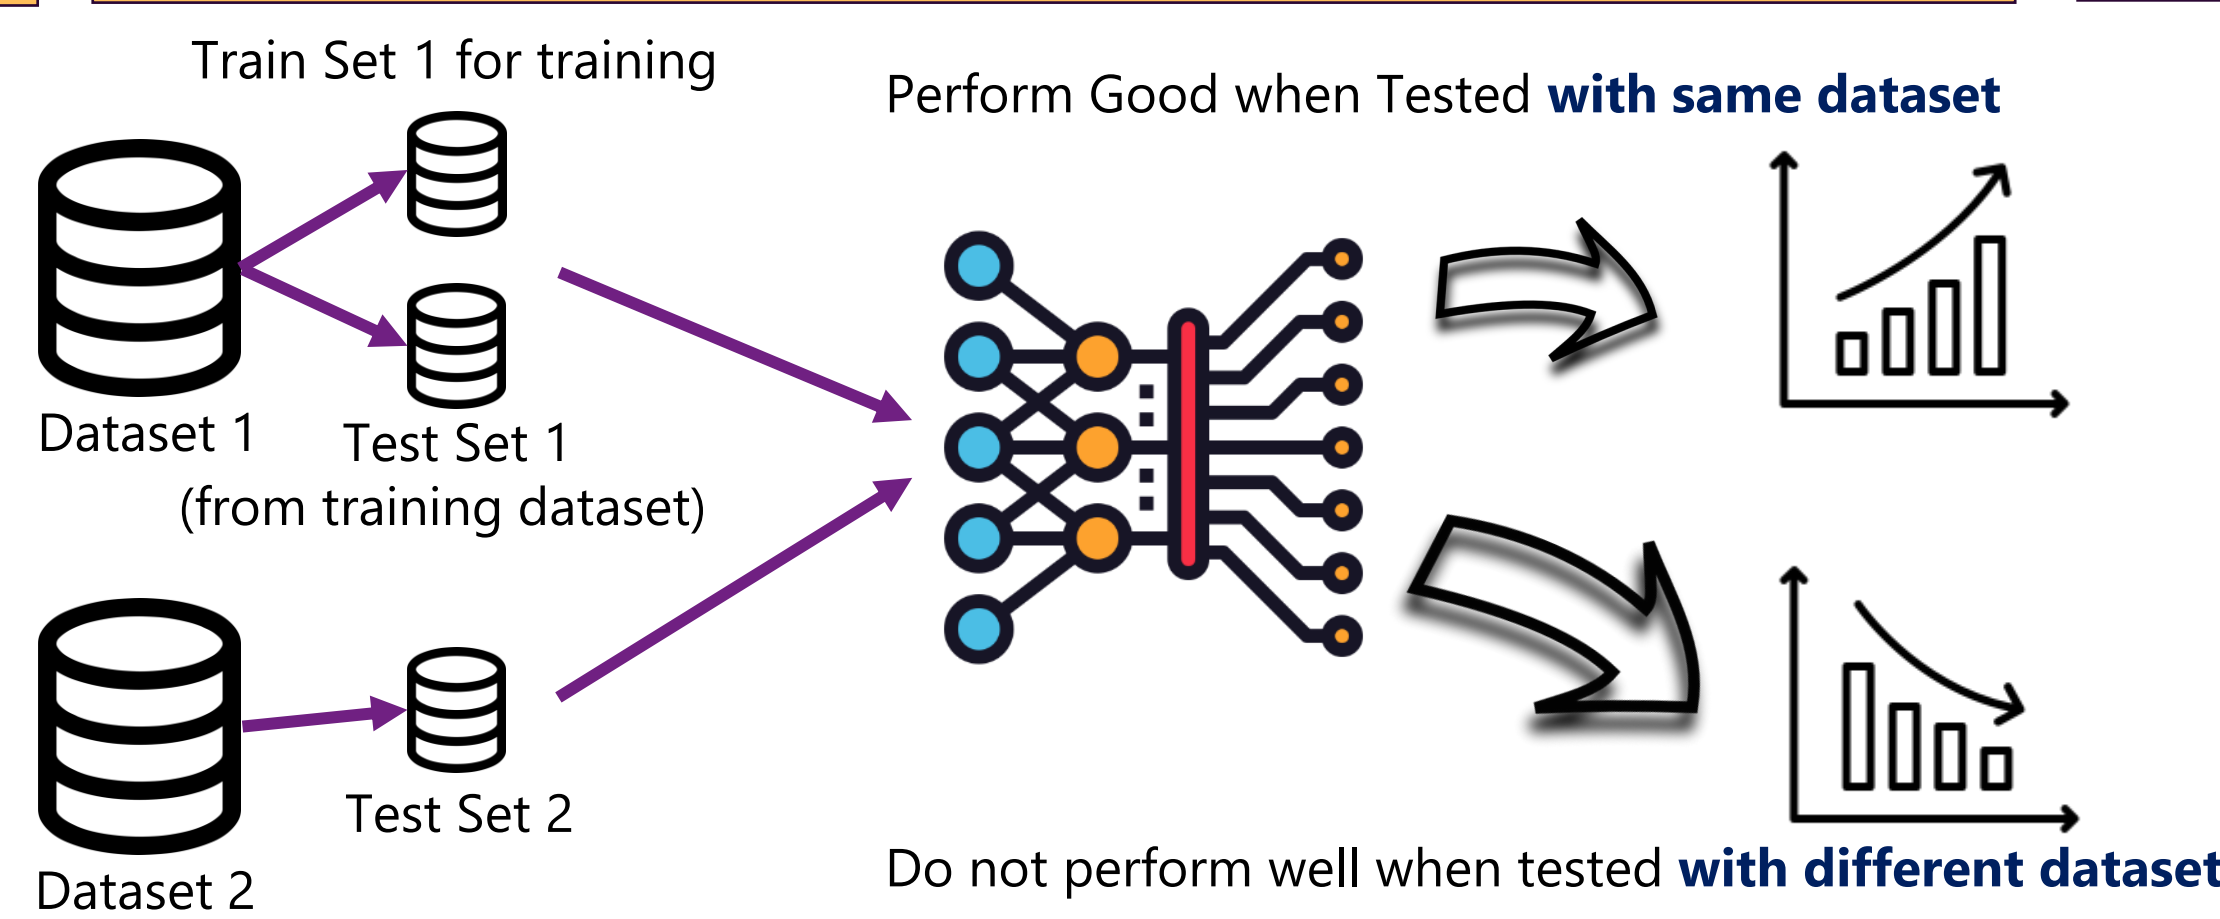 Train Set 1 for training
Perform Good when Tested with same dataset
Dataset 1
Test Set 1
(from training dataset)
Test Set 2
Dataset 2
Do not perform well when tested with different dataset